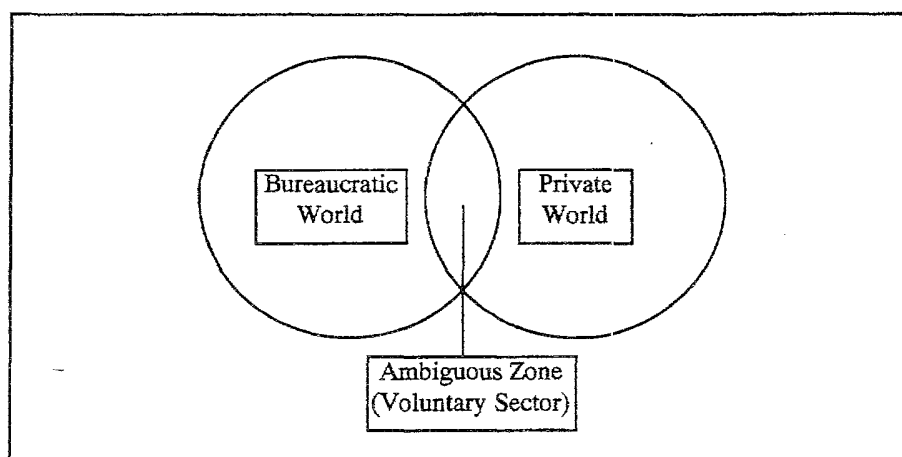 Bureaucratic
World
Private
World
Ambiguous Zone
(Voluntary Sector)